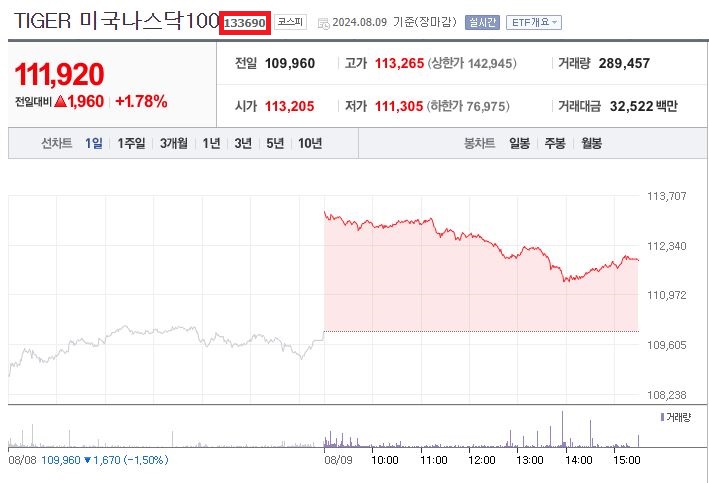 TIGER 미국나스닥100 133690 코스피 2024.08.09 기준(장마감) 실시간 ETF개요
111,920
전일대비 ▲1,960 +1.78%
전일 109,960 고가 113,265 (상한가 142,945) 거래량 289,457
시가 113,205 저가 111,305 (하한가 76,975) 거래대금 32,522 백만
선차트 1일 1주일 3개월 1년 3년 5년 10년 봉차트 일봉 주봉 월봉
113,707
112,340
110,972
109,605
108,238
거래량
08/08 109,960 ▼1,670 (-1,50%) 08/09 10:00 11:00 12:00 13:00 14:00 15:00